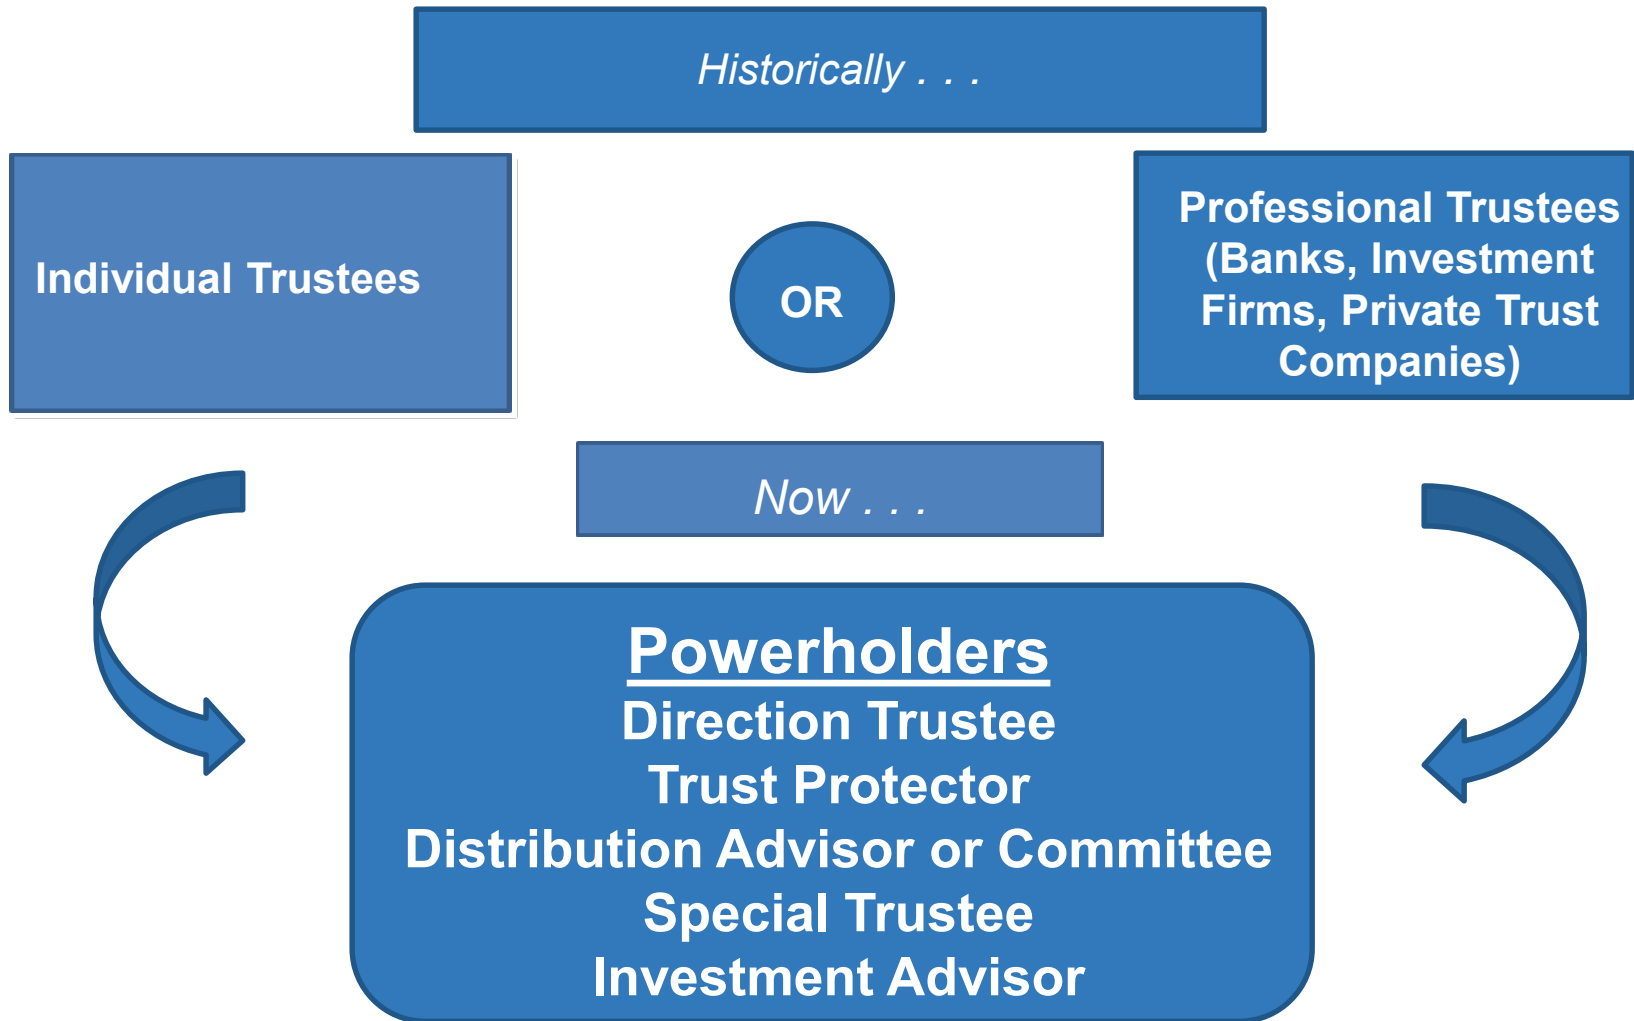 Historically . . .
Individual Trustees
OR
Professional Trustees
(Banks, Investment
Firms, Private Trust
Companies)
Now . . .
Powerholders
Direction Trustee
Trust Protector
Distribution Advisor or Committee
Special Trustee
Investment Advisor